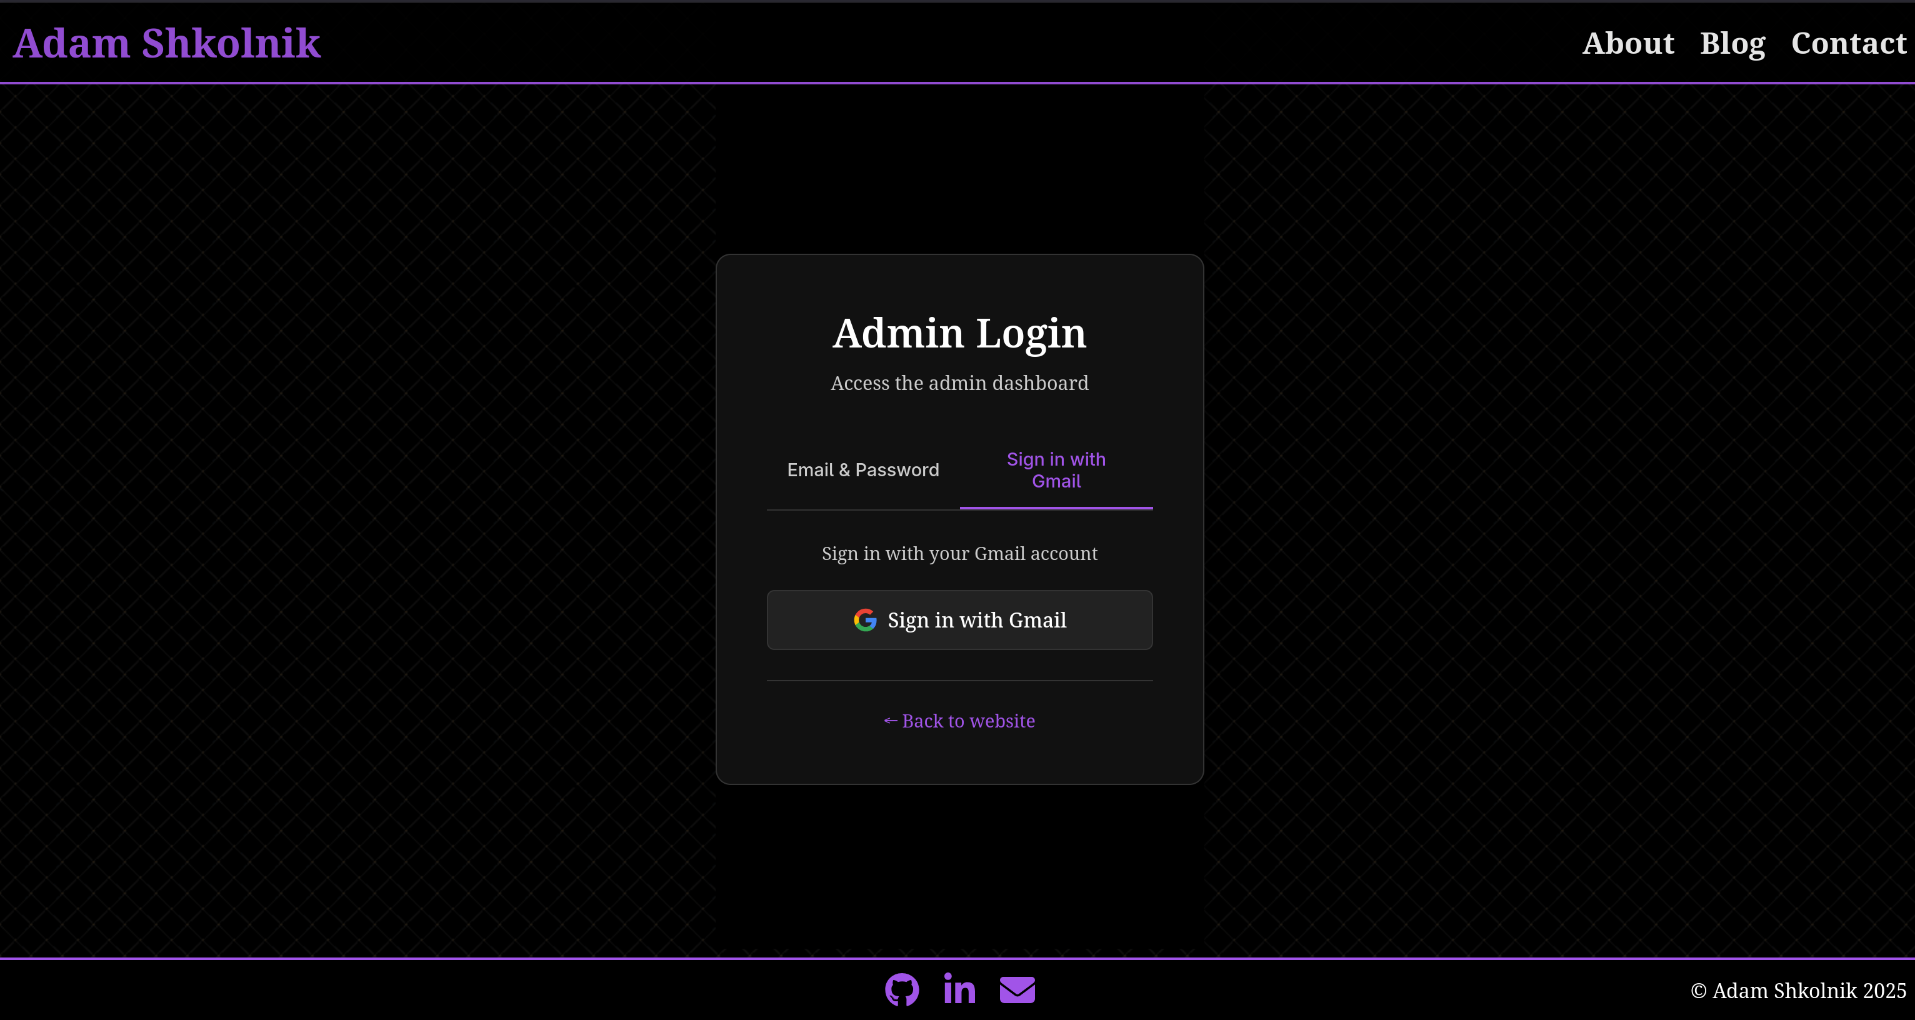 Adam Shkolnik
About Blog Contact
Admin Login
Access the admin dashboard
Email & Password
Sign in with
Gmail
Sign in with your Gmail account
Sign in with Gmail
← Back to website
© Adam Shkolnik 2025